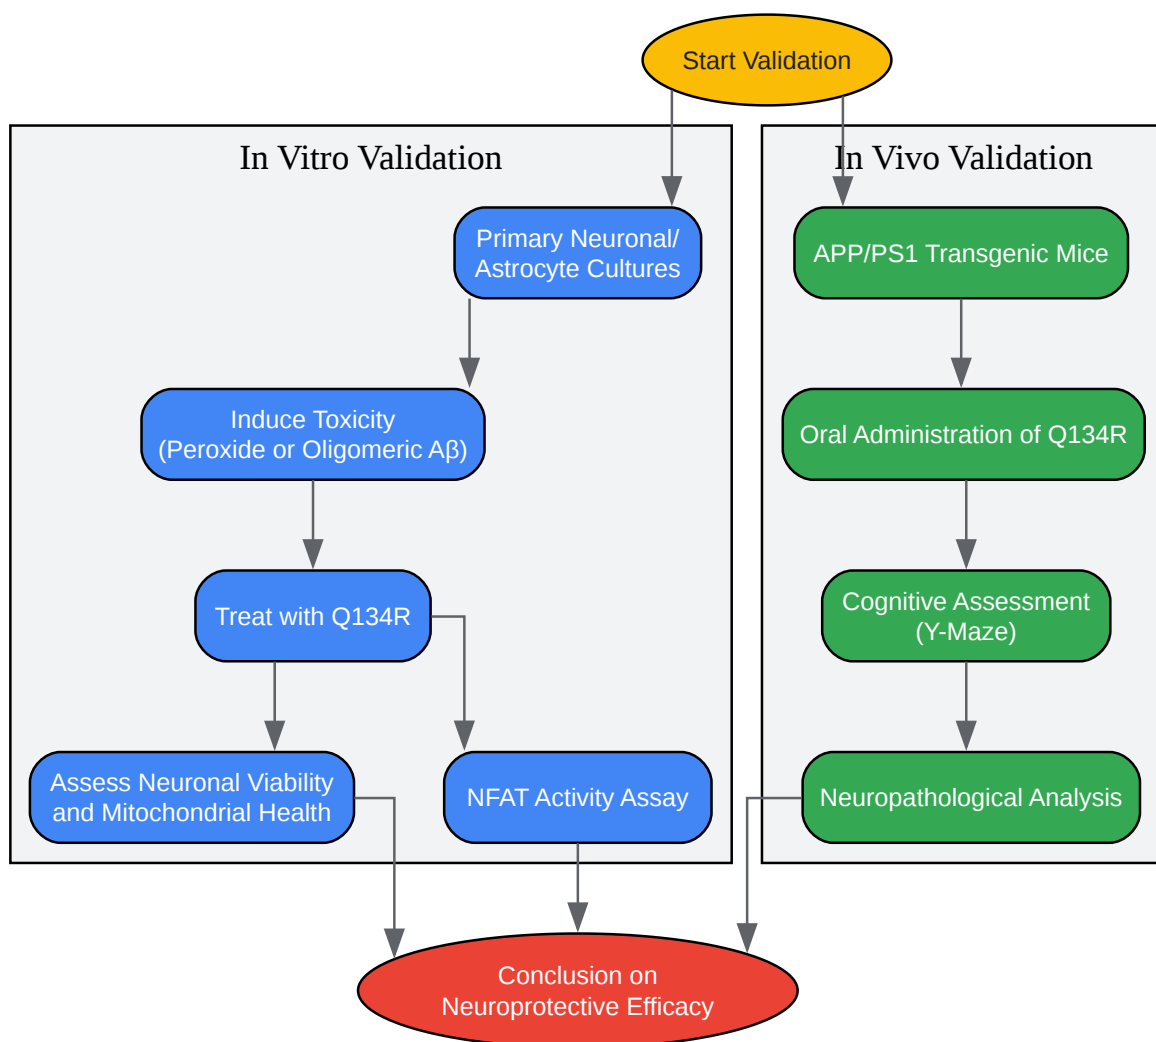 Start Validation
In Vitro Validation
In Vivo Validation
Primary Neuronal/
Astrocyte Cultures
APP/PS1 Transgenic Mice
Induce Toxicity
(Peroxide or Oligomeric Aβ)
Oral Administration of Q134R
Treat with Q134R
Cognitive Assessment
(Y-Maze)
Assess Neuronal Viability
and Mitochondrial Health
NFAT Activity Assay
Neuropathological Analysis
Conclusion on
Neuroprotective Efficacy